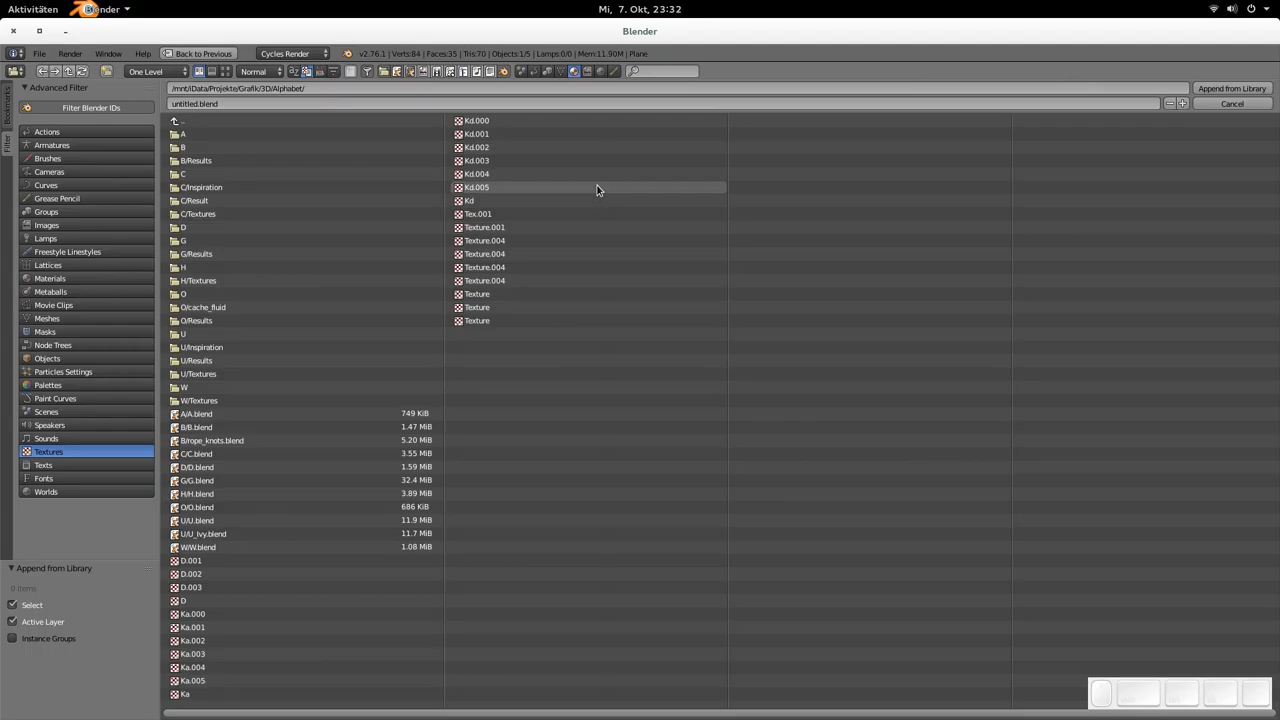 Aktivitäten Blender Mi, 7. Okt, 23:32
Blender
File Render Window Help Back to Previous Cycles Render v2.76.1 | Verts:84 | Faces:35 | Tris:70 | Objects:1/5 | Lamps:0/0 | Mem:11.90M | Plane
One Level Normal
Bookmarks
Filter
Advanced Filter
Filter Blender IDs
Actions
Armatures
Brushes
Cameras
Curves
Grease Pencil
Groups
Images
Lamps
Freestyle Linestyles
Lattices
Materials
Metaballs
Movie Clips
Meshes
Masks
Node Trees
Objects
Particles Settings
Palettes
Paint Curves
Scenes
Speakers
Sounds
Textures
Texts
Fonts
Worlds
Append from Library
0 items
Select
Active Layer
Instance Groups
/mnt/iData/Projekte/Grafik/3D/Alphabet/ Append from Library
untitled.blend Cancel
..
A
B
B/Results
C
C/Inspiration
C/Result
C/Textures
D
G
G/Results
H
H/Textures
O
O/cache_fluid
O/Results
U
U/Inspiration
U/Results
U/Textures
W
W/Textures
A/A.blend 749 KiB
B/B.blend 1.47 MiB
B/rope_knots.blend 5.20 MiB
C/C.blend 3.55 MiB
D/D.blend 1.59 MiB
G/G.blend 32.4 MiB
H/H.blend 3.89 MiB
O/O.blend 686 KiB
U/U.blend 11.9 MiB
U/U_Ivy.blend 11.7 MiB
W/W.blend 1.08 MiB
D.001
D.002
D.003
D
Ka.000
Ka.001
Ka.002
Ka.003
Ka.004
Ka.005
Ka
Kd.000
Kd.001
Kd.002
Kd.003
Kd.004
Kd.005
Kd
Tex.001
Texture.001
Texture.004
Texture.004
Texture.004
Texture.004
Texture
Texture
Texture